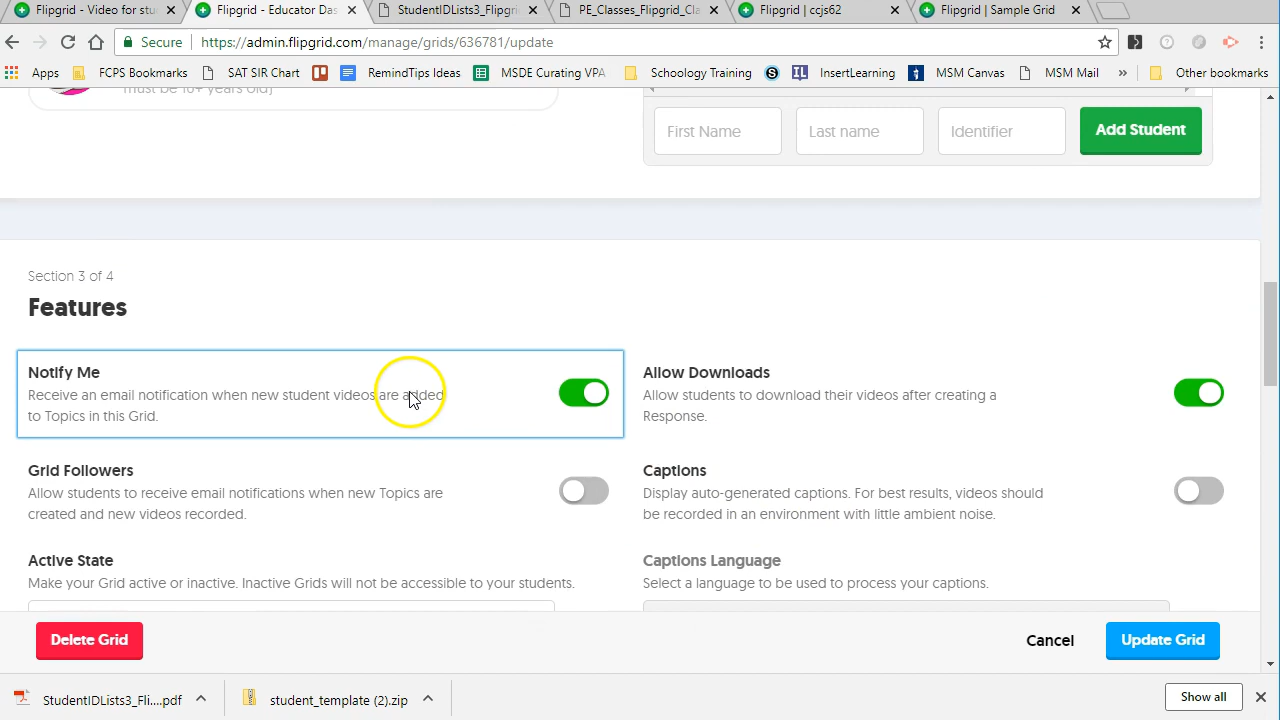 Flipgrid - Video for stu
Flipgrid - Educator Das
StudentIDLists3_Flipgri
PE_Classes_Flipgrid_Cla
Flipgrid | ccjs62
Flipgrid | Sample Grid
Secure
https://admin.flipgrid.com/manage/grids/636781/update
Apps
FCPS Bookmarks
SAT SIR Chart
RemindTips Ideas
MSDE Curating VPA
Schoology Training
InsertLearning
MSM Canvas
MSM Mail
»
Other bookmarks
must be 16+ years old]
First Name
Last name
Identifier
Add Student
Section 3 of 4
Features
Notify Me
Receive an email notification when new student videos are added
to Topics in this Grid.
Allow Downloads
Allow students to download their videos after creating a
Response.
Grid Followers
Allow students to receive email notifications when new Topics are
created and new videos recorded.
Captions
Display auto-generated captions. For best results, videos should
be recorded in an environment with little ambient noise.
Active State
Make your Grid active or inactive. Inactive Grids will not be accessible to your students.
Captions Language
Select a language to be used to process your captions.
Delete Grid
Cancel
Update Grid
StudentIDLists3_Fli....pdf
student_template (2).zip
Show all